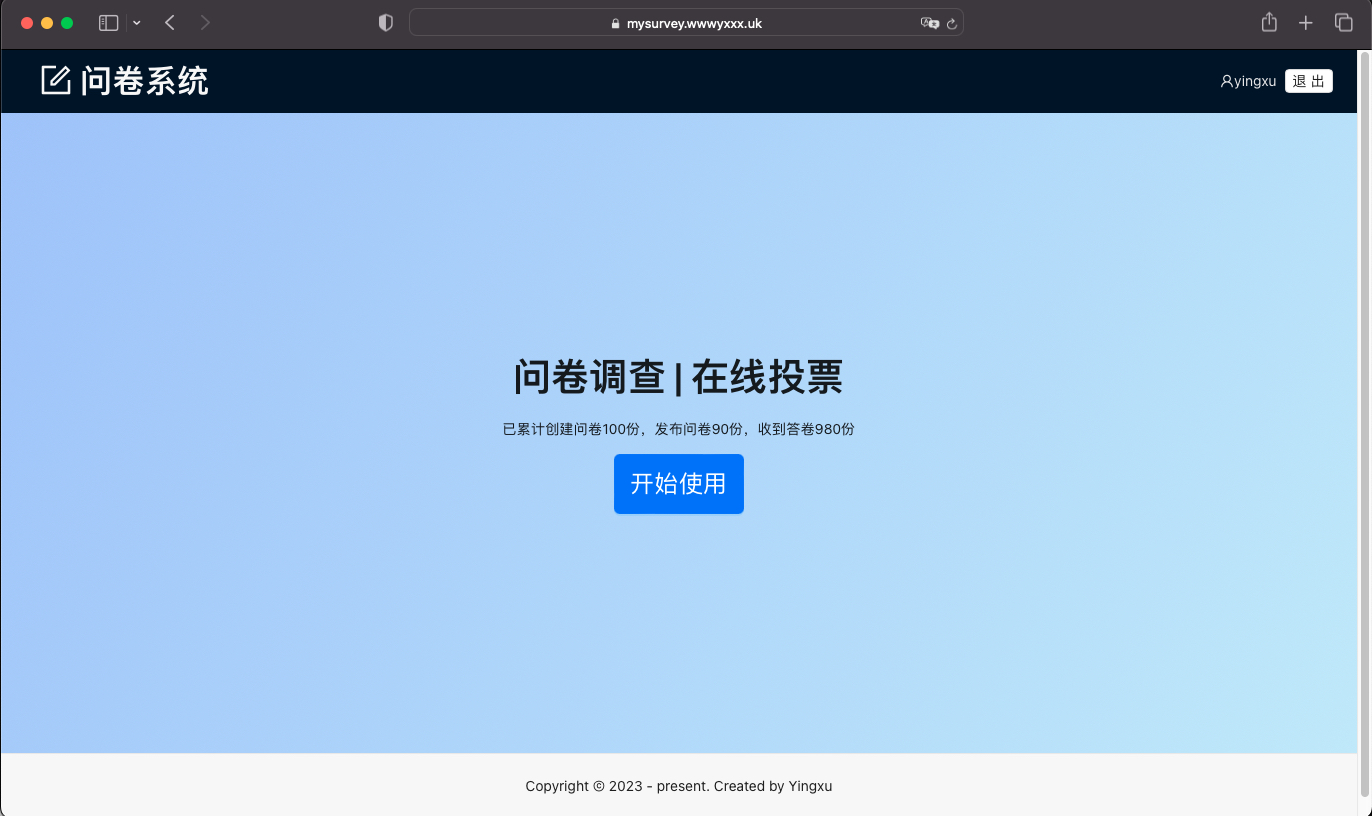 mysurvey.wwwyxxx.uk
问卷系统
yingxu 退 出
问卷调查 | 在线投票
已累计创建问卷100份，发布问卷90份，收到答卷980份
开始使用
Copyright © 2023 - present. Created by Yingxu